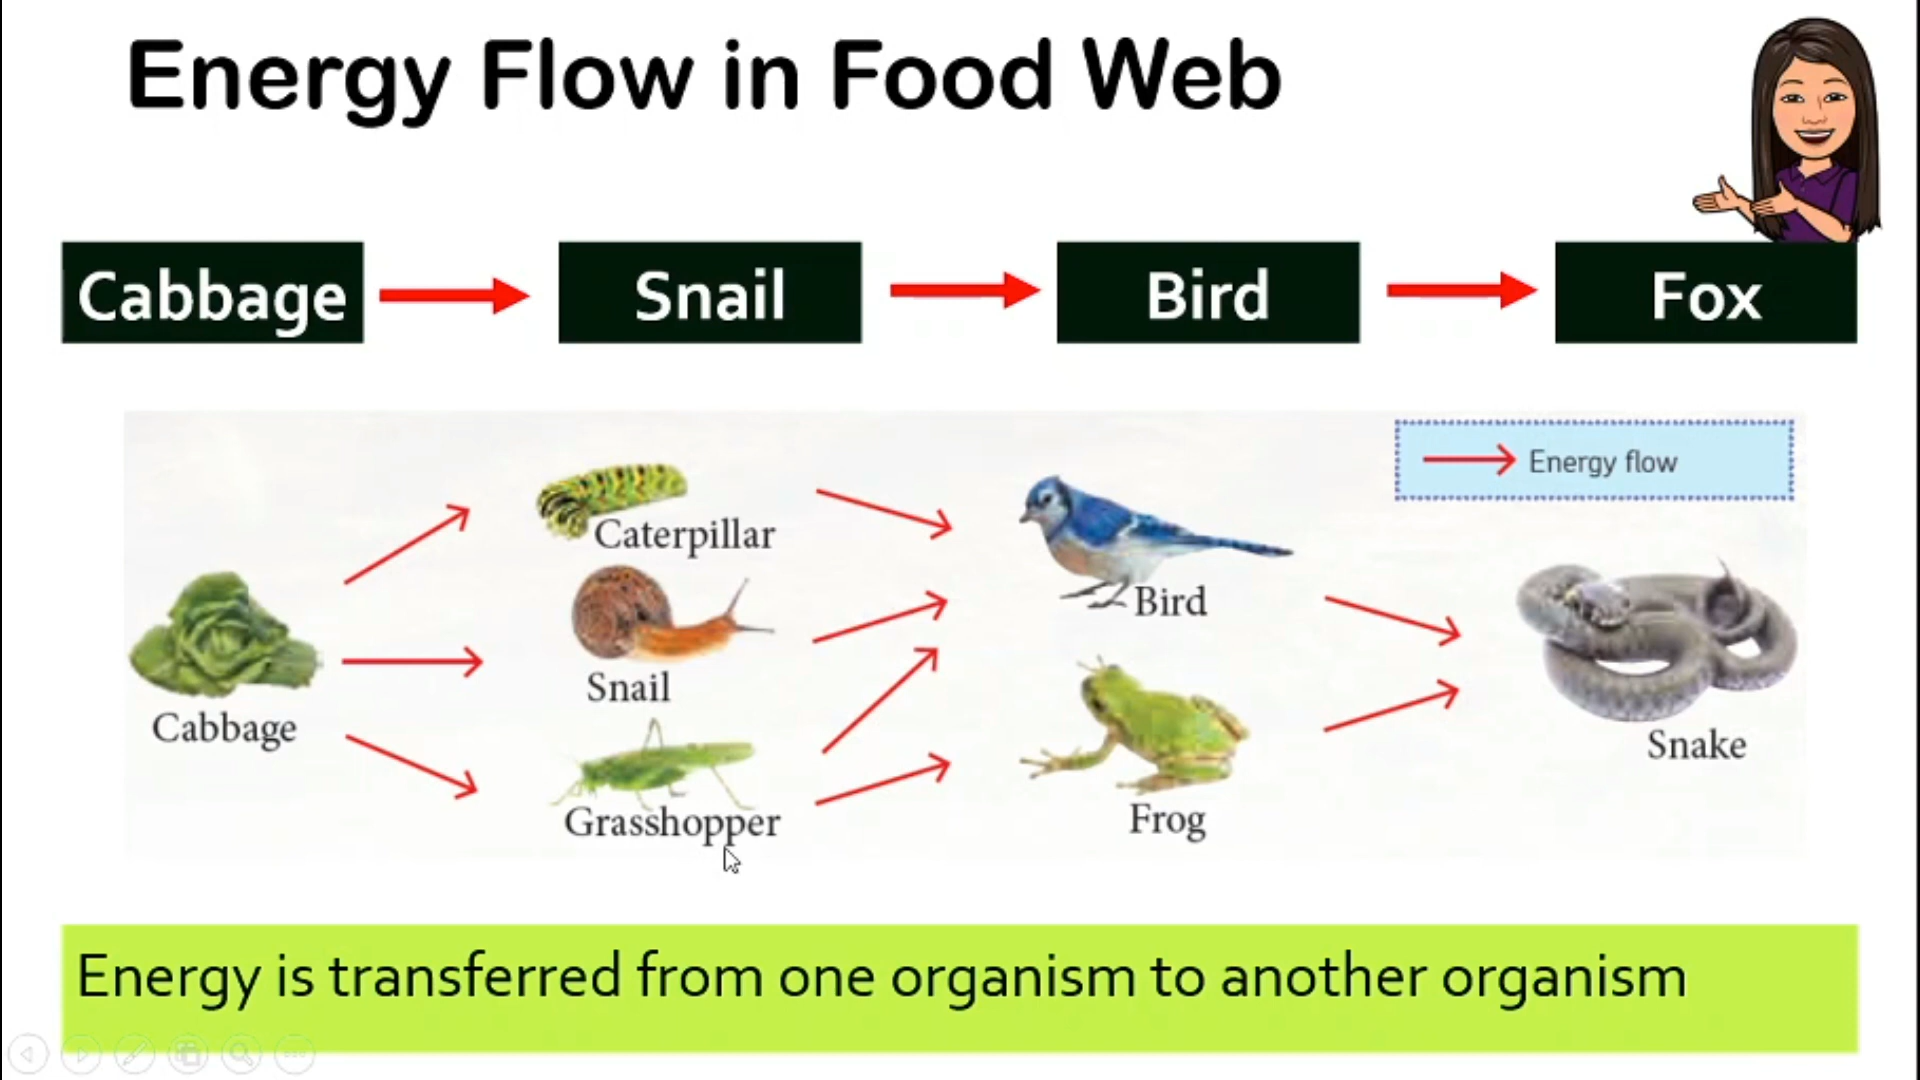 Energy Flow in Food Web
Cabbage
Snail
Bird
Fox
Energy flow
Caterpillar
Bird
Snail
Cabbage
Snake
Grasshopper
Frog
Energy is transferred from one organism to another organism